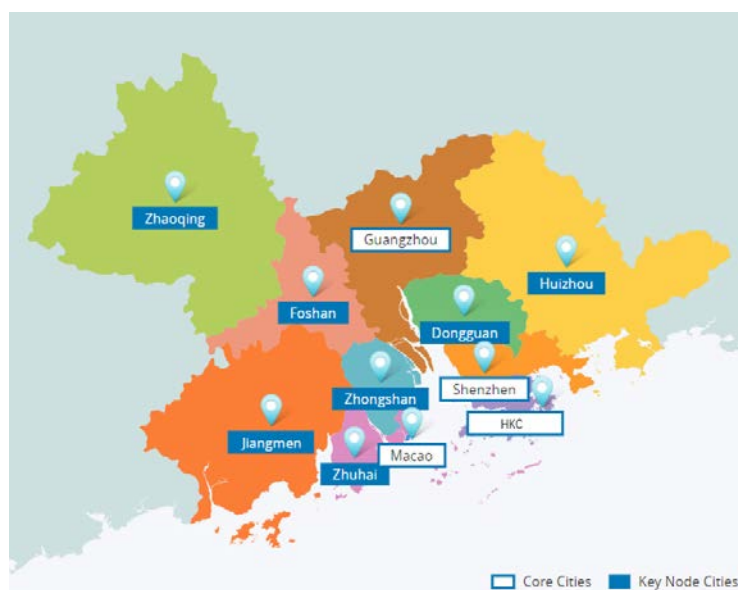 Zhaoqing
Guangzhou
Huizhou
Foshan
Dongguan
Shenzhen
Zhongshan
HKC
Jiangmen
Macao
Zhuhai
Core Cities
Key Node Cities